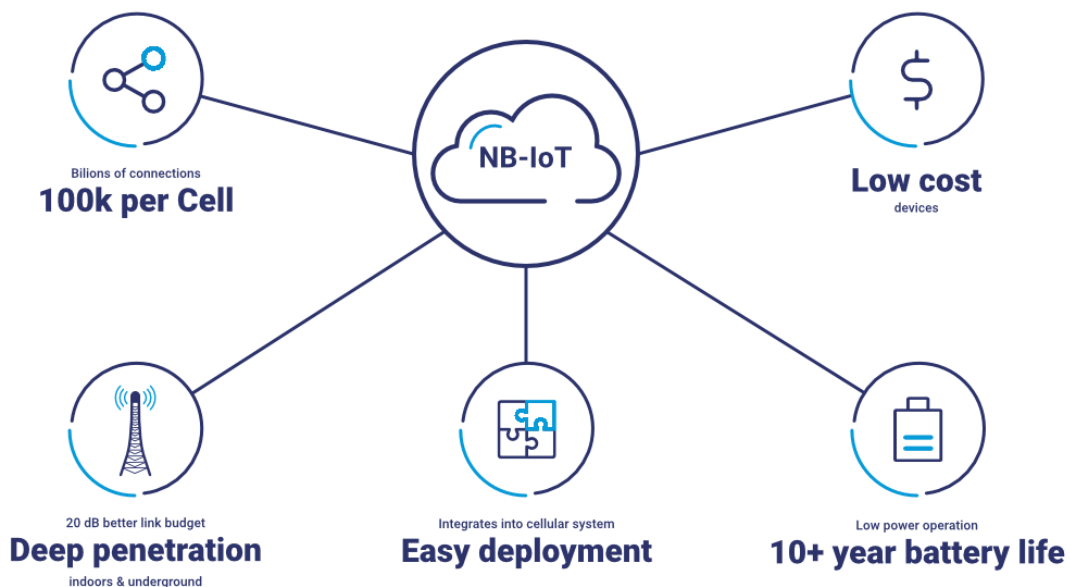 NB-IoT
Bilions of connections
100k per Cell
Low cost
devices
20 dB better link budget
Deep penetration
indoors & underground
Integrates into cellular system
Easy deployment
Low power operation
10+ year battery life